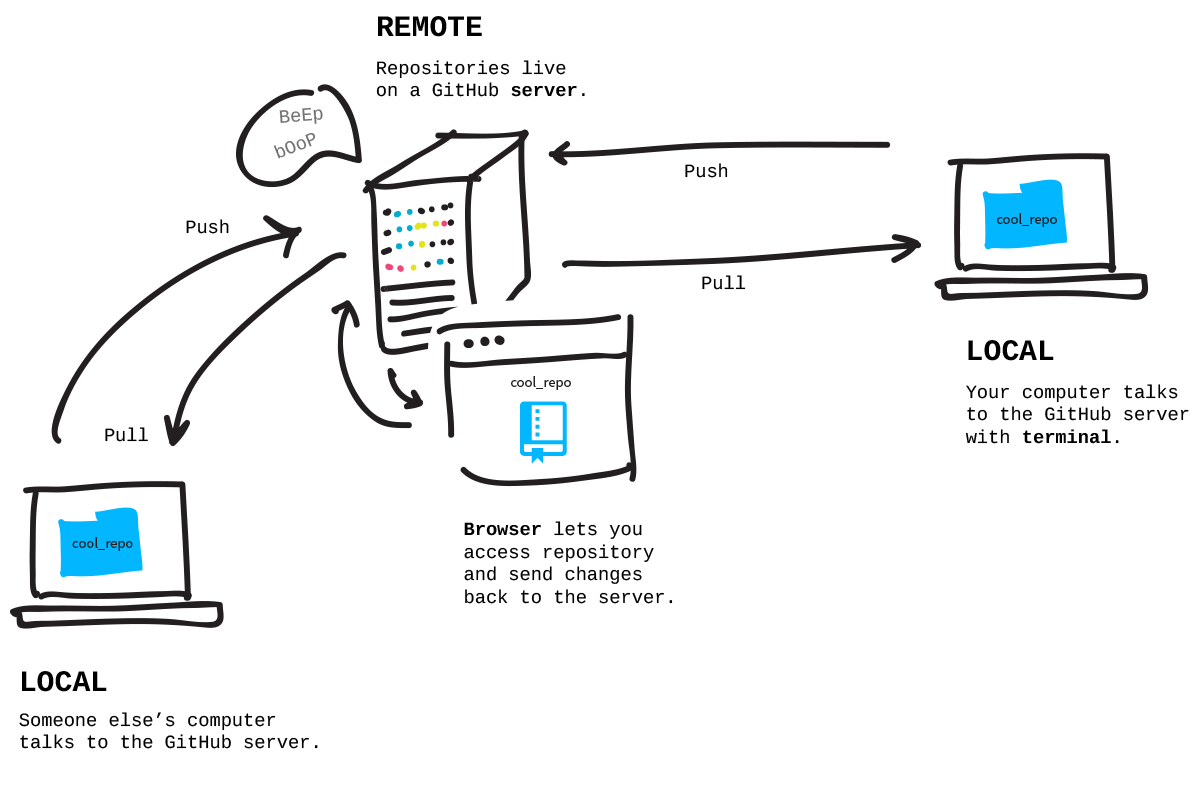 REMOTE
Repositories live
on a GitHub server.
BeEp
bOoP
Push
Pull
Push
Pull
cool_repo
LOCAL
Your computer talks
to the GitHub server
with terminal.
cool_repo
Browser lets you
access repository
and send changes
back to the server.
cool_repo
LOCAL
Someone else’s computer
talks to the GitHub server.